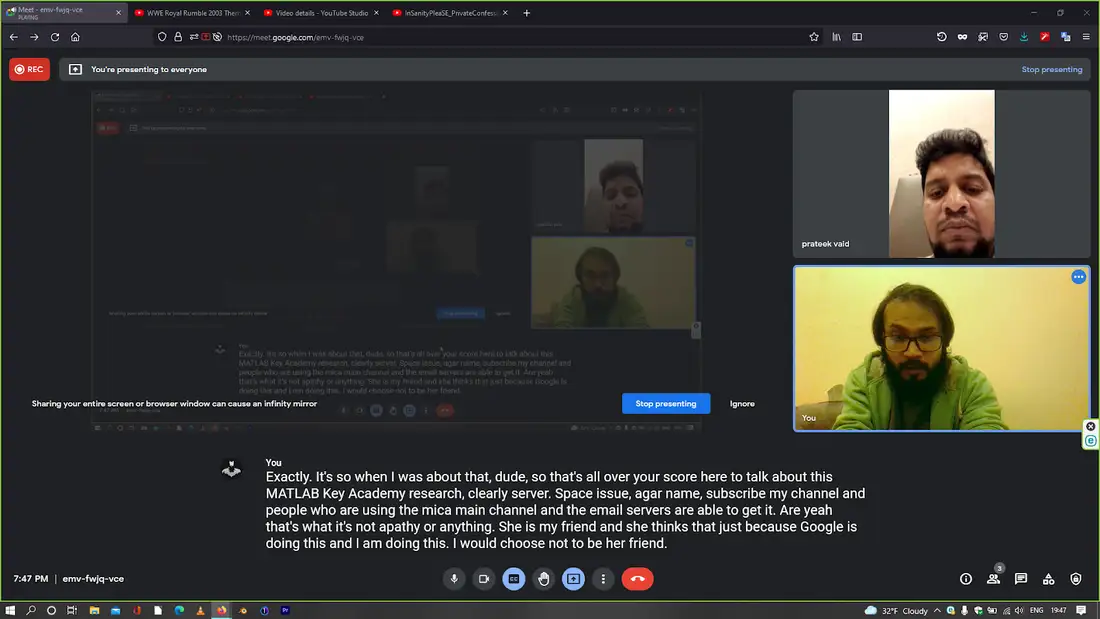 Meet - emv-fwjq-vce
PLAYING
WWE Royal Rumble 2003 Them
Video details - YouTube Studio
InSanityPleaSE_PrivateConfess
https://meet.google.com/emv-fwjq-vce
REC
You're presenting to everyone
Stop presenting
prateek vaid
You
Sharing your entire screen or browser window can cause an infinity mirror
Stop presenting
Ignore
You
Exactly. It's so when I was about that, dude, so that's all over your score here to talk about this
MATLAB Key Academy research, clearly server. Space issue, agar name, subscribe my channel and
people who are using the mica main channel and the email servers are able to get it. Are yeah
that's what it's not apathy or anything. She is my friend and she thinks that just because Google is
doing this and I am doing this. I would choose not to be her friend.
7:47 PM | emv-fwjq-vce
CC
3
32°F Cloudy
ENG
19:47